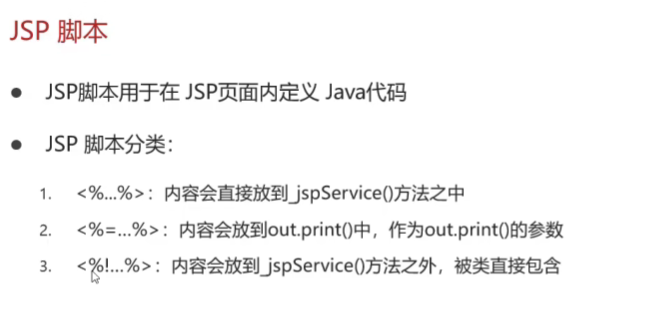 JSP 脚本
● JSP脚本用于在 JSP页面内定义 Java代码
● JSP 脚本分类：
1. <%...%>：内容会直接放到_jspService()方法之中
2. <%=...%>：内容会放到out.print()中，作为out.print()的参数
3. <%!...%>：内容会放到_jspService()方法之外，被类直接包含